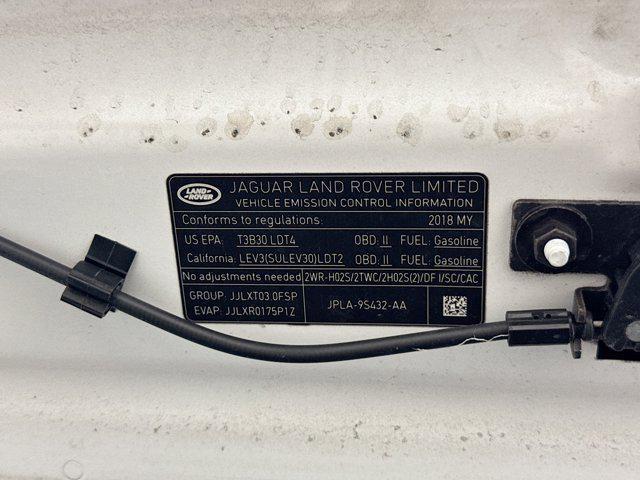 LAND
ROVER
JAGUAR LAND ROVER LIMITED
VEHICLE EMISSION CONTROL INFORMATION
Conforms to regulations: 2018 MY
US EPA: T3B30 LDT4 OBD: II FUEL: Gasoline
California: LEV3(SULEV30)LDT2 OBD: II FUEL: Gasoline
No adjustments needed 2WR-HO2S/2TWC/2H02S(2)/DF I/SC/CAC
GROUP: JJLXT03.0FSP
EVAP: JJLXR0175P1Z
JPLA-9S432-AA